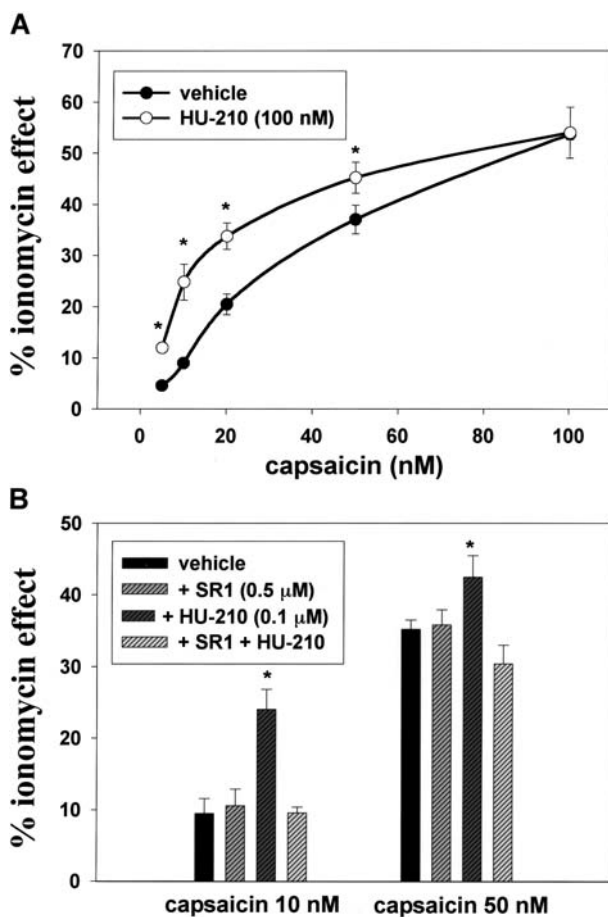 A
70
60
50
40
30
20
10
0
% ionomycin effect
vehicle
HU-210 (100 nM)
*
*
*
*
0 20 40 60 80 100
capsaicin (nM)
B
50
40
30
20
10
0
% ionomycin effect
vehicle
+ SR1 (0.5 µM)
+ HU-210 (0.1 µM)
+ SR1 + HU-210
*
*
capsaicin 10 nM capsaicin 50 nM